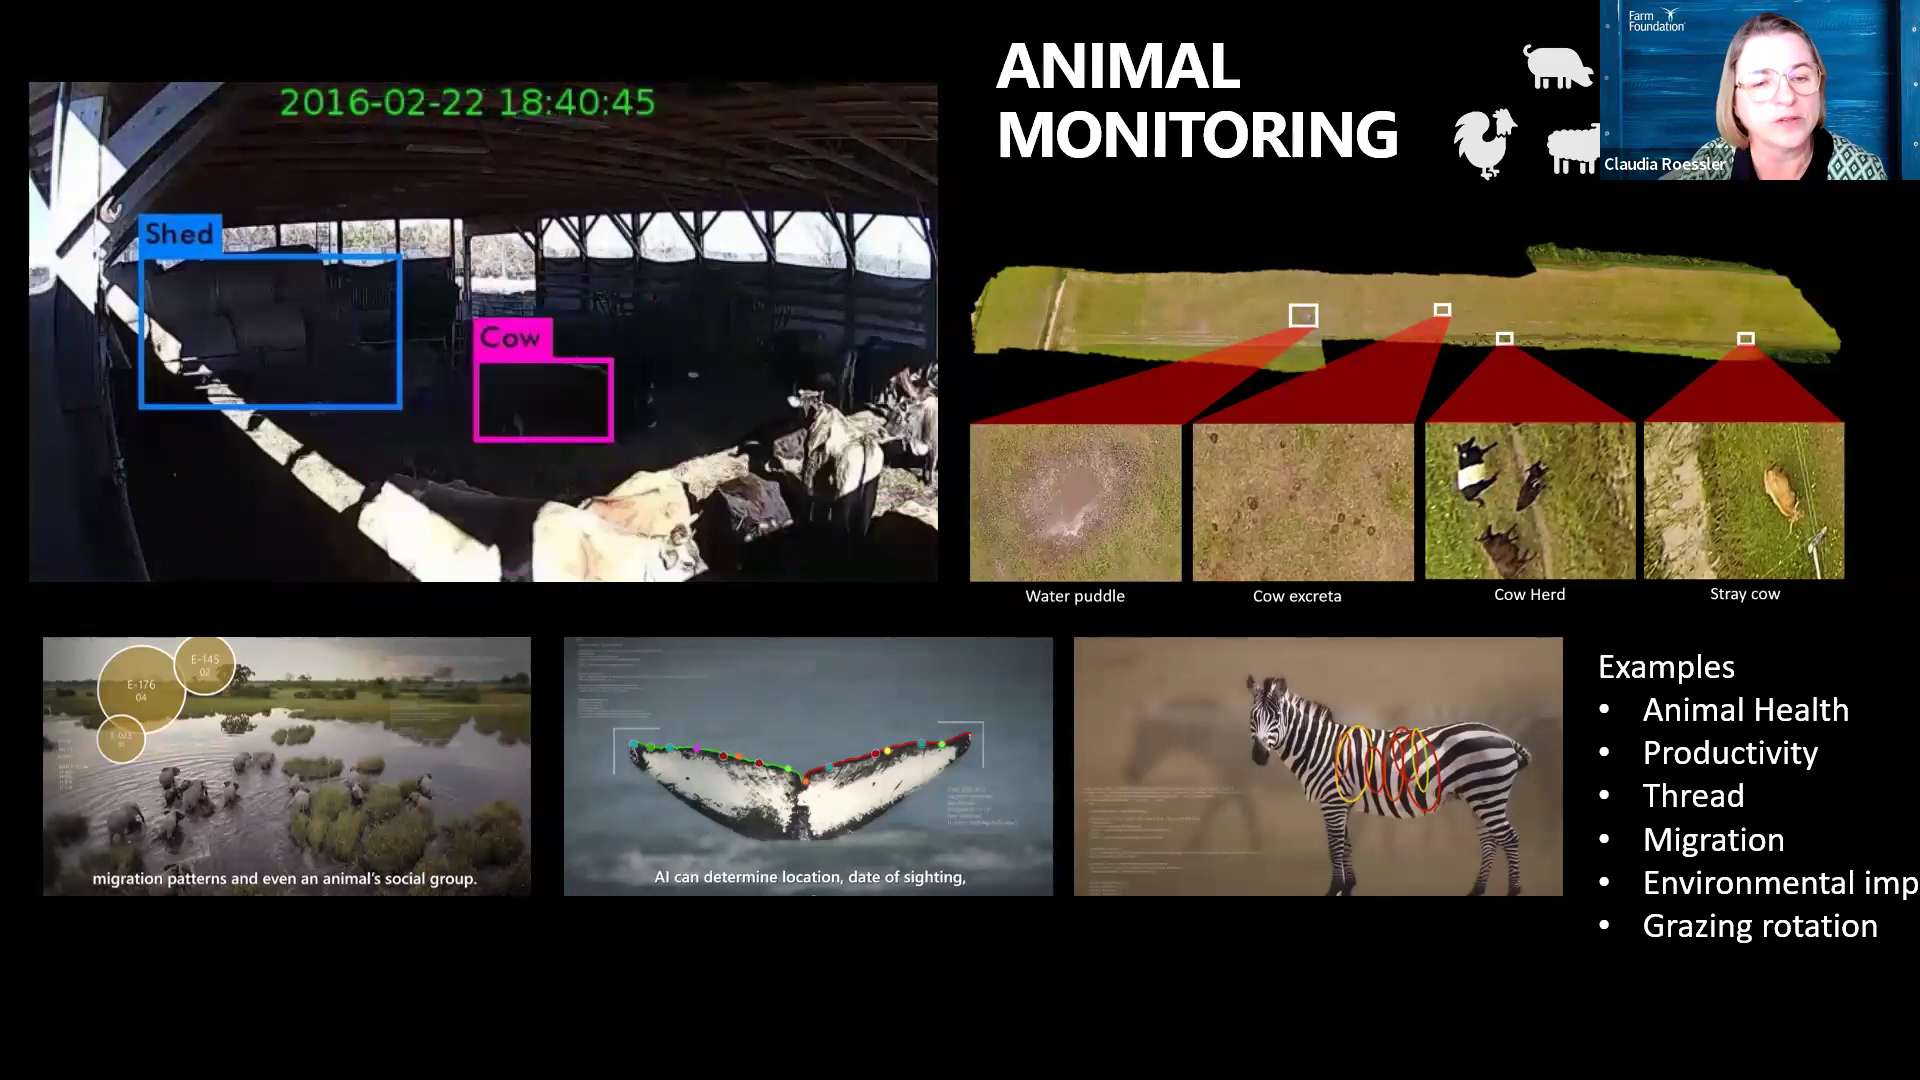 2016-02-22 18:40:45
Shed
Cow
ANIMAL
MONITORING
Farm
Foundation
Claudia Roessler
Water puddle
Cow excreta
Cow Herd
Stray cow
E-176
04
E-145
02
migration patterns and even an animal's social group.
AI can determine location, date of sighting,
Examples
• Animal Health
• Productivity
• Thread
• Migration
• Environmental imp
• Grazing rotation